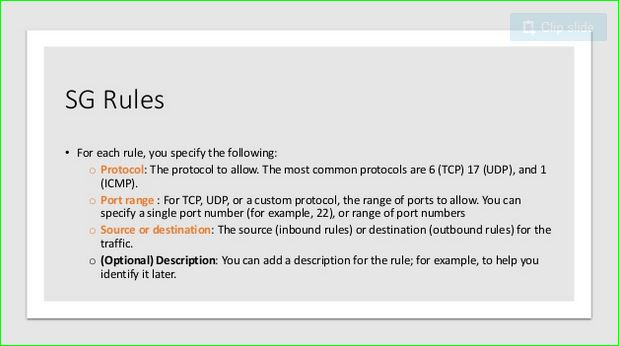 Clip slide
SG Rules
• For each rule, you specify the following:
o Protocol: The protocol to allow. The most common protocols are 6 (TCP) 17 (UDP), and 1
(ICMP).
o Port range : For TCP, UDP, or a custom protocol, the range of ports to allow. You can
specify a single port number (for example, 22), or range of port numbers
o Source or destination: The source (inbound rules) or destination (outbound rules) for the
traffic.
o (Optional) Description: You can add a description for the rule; for example, to help you
identify it later.